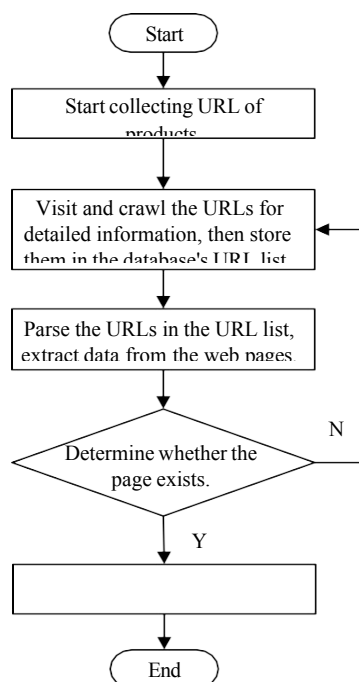 Start
Start collecting URL of
products
Visit and crawl the URLs for
detailed information, then store
them in the database's URL list
Parse the URLs in the URL list,
extract data from the web pages.
Determine whether the
page exists.
N
Y
End